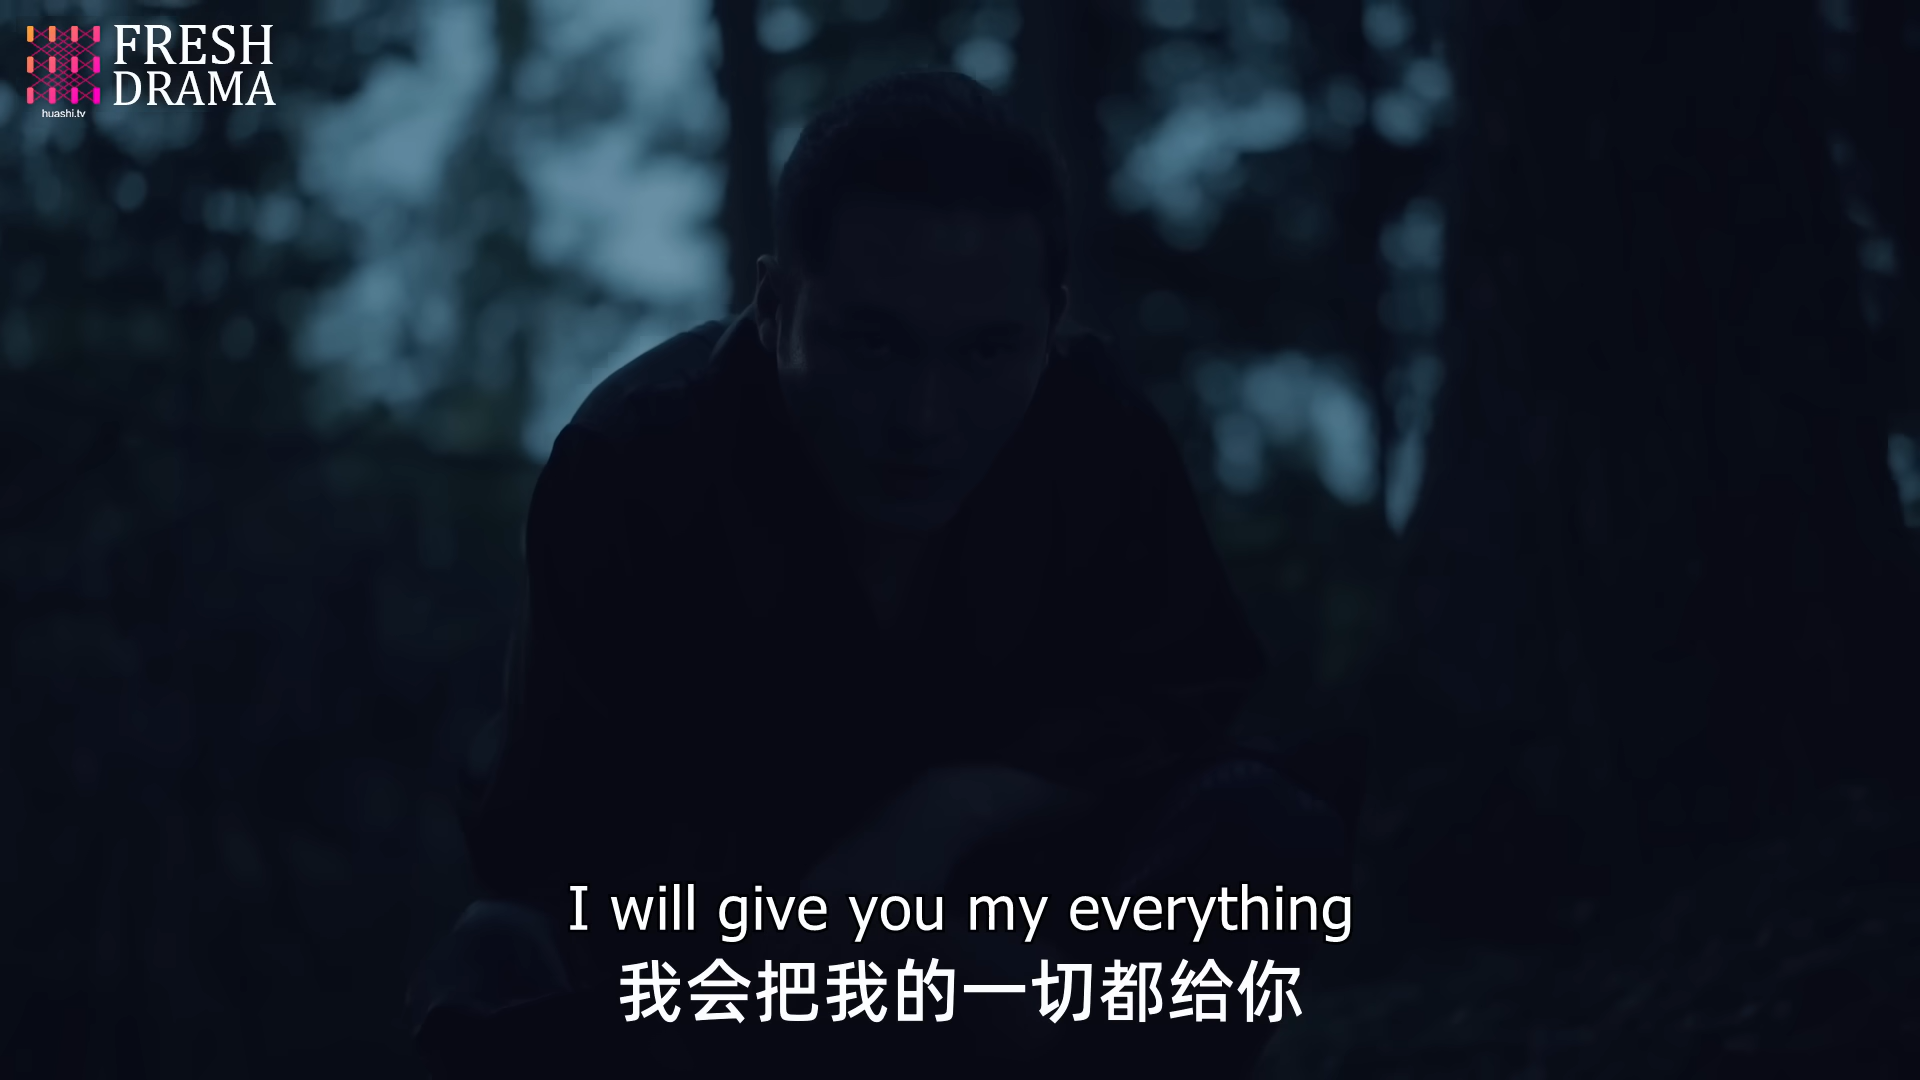 FRESH
DRAMA
huashi.tv
I will give you my everything
我会把我的一切都给你